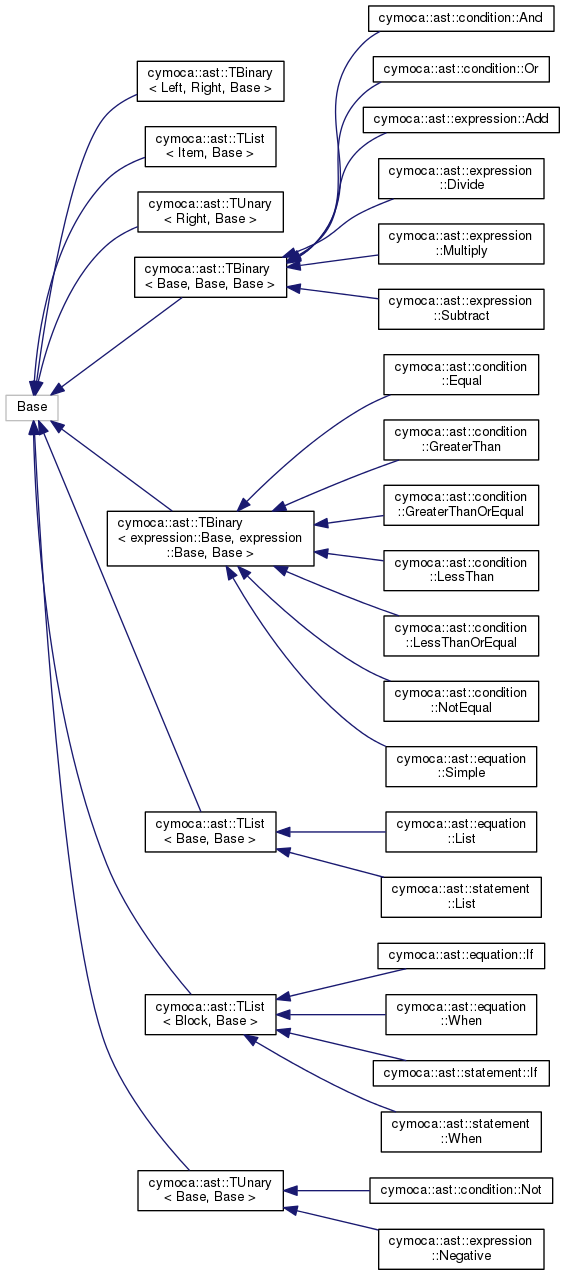 cymoca::ast::condition::And
cymoca::ast::TBinary
< Left, Right, Base >
cymoca::ast::condition::Or
cymoca::ast::expression::Add
cymoca::ast::TList
< Item, Base >
cymoca::ast::expression
::Divide
cymoca::ast::TUnary
< Right, Base >
cymoca::ast::expression
::Multiply
cymoca::ast::TBinary
< Base, Base, Base >
cymoca::ast::expression
::Subtract
cymoca::ast::condition
::Equal
Base
cymoca::ast::condition
::GreaterThan
cymoca::ast::condition
::GreaterThanOrEqual
cymoca::ast::TBinary
< expression::Base, expression
::Base, Base >
cymoca::ast::condition
::LessThan
cymoca::ast::condition
::LessThanOrEqual
cymoca::ast::condition
::NotEqual
cymoca::ast::equation
::Simple
cymoca::ast::TList
< Base, Base >
cymoca::ast::equation
::List
cymoca::ast::statement
::List
cymoca::ast::equation::If
cymoca::ast::TList
< Block, Base >
cymoca::ast::equation
::When
cymoca::ast::statement::If
cymoca::ast::statement
::When
cymoca::ast::TUnary
< Base, Base >
cymoca::ast::condition::Not
cymoca::ast::expression
::Negative